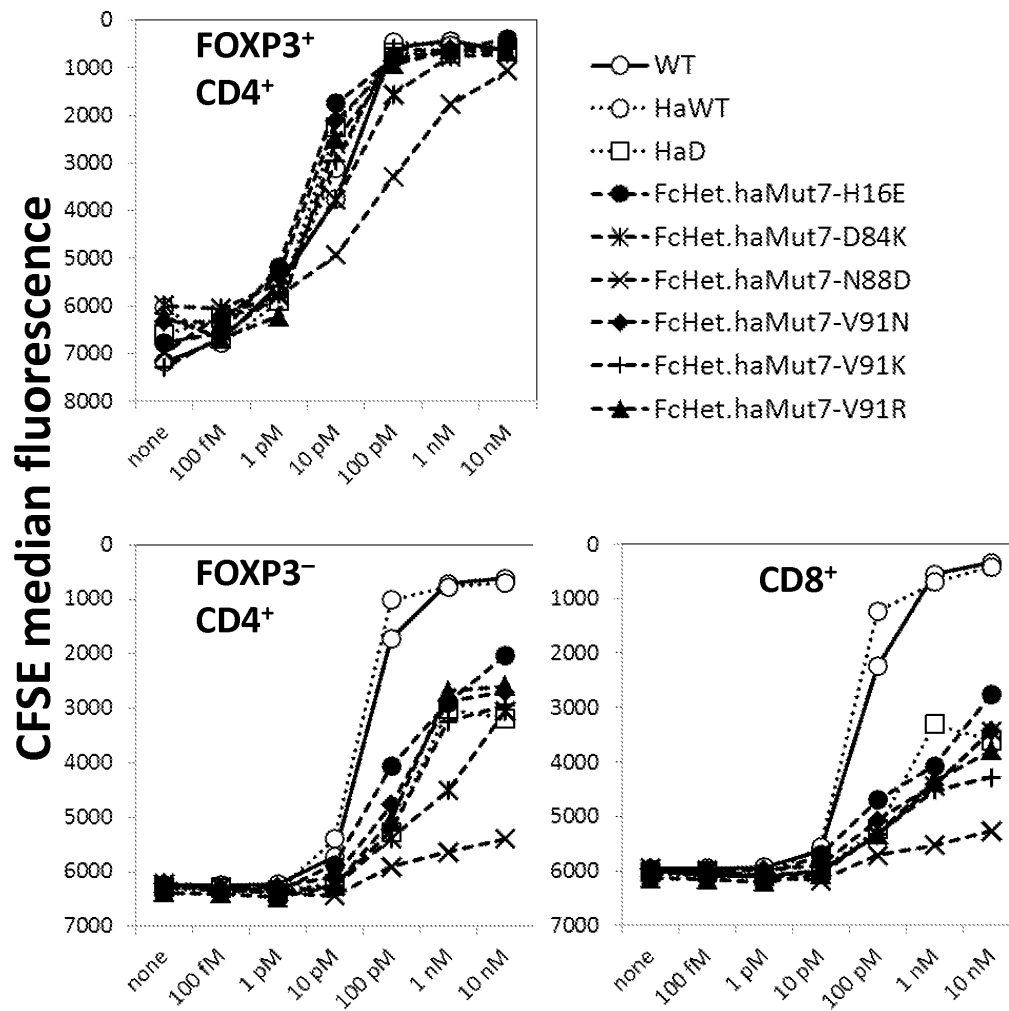 CFSE median fluorescence
FOXP3⁺
CD4⁺
0
1000
2000
3000
4000
5000
6000
7000
8000
none
100 fM
1 pM
10 pM
100 pM
1 nM
10 nM
WT
HaWT
HaD
FcHet.haMut7-H16E
FcHet.haMut7-D84K
FcHet.haMut7-N88D
FcHet.haMut7-V91N
FcHet.haMut7-V91K
FcHet.haMut7-V91R
FOXP3⁻
CD4⁺
0
1000
2000
3000
4000
5000
6000
7000
none
100 fM
1 pM
10 pM
100 pM
1 nM
10 nM
CD8⁺
0
1000
2000
3000
4000
5000
6000
7000
none
100 fM
1 pM
10 pM
100 pM
1 nM
10 nM